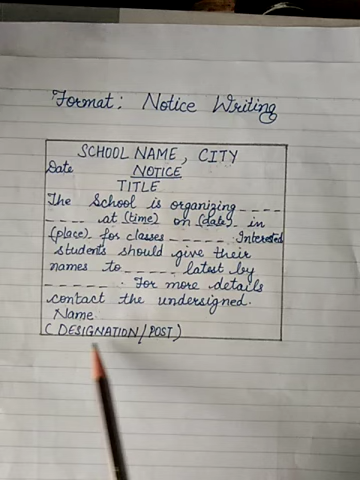 Format: Notice Writing
SCHOOL NAME, CITY
Date NOTICE
TITLE
The School is organizing _ _ _
_ _ _ at (time) on (date) in
(place) for classes _ _ _ _ _. Interested
students should give their
names to _ _ _ _ _ latest by
_ _ _ _ _ _. For more details
contact the undersigned.
Name
(DESIGNATION/POST)